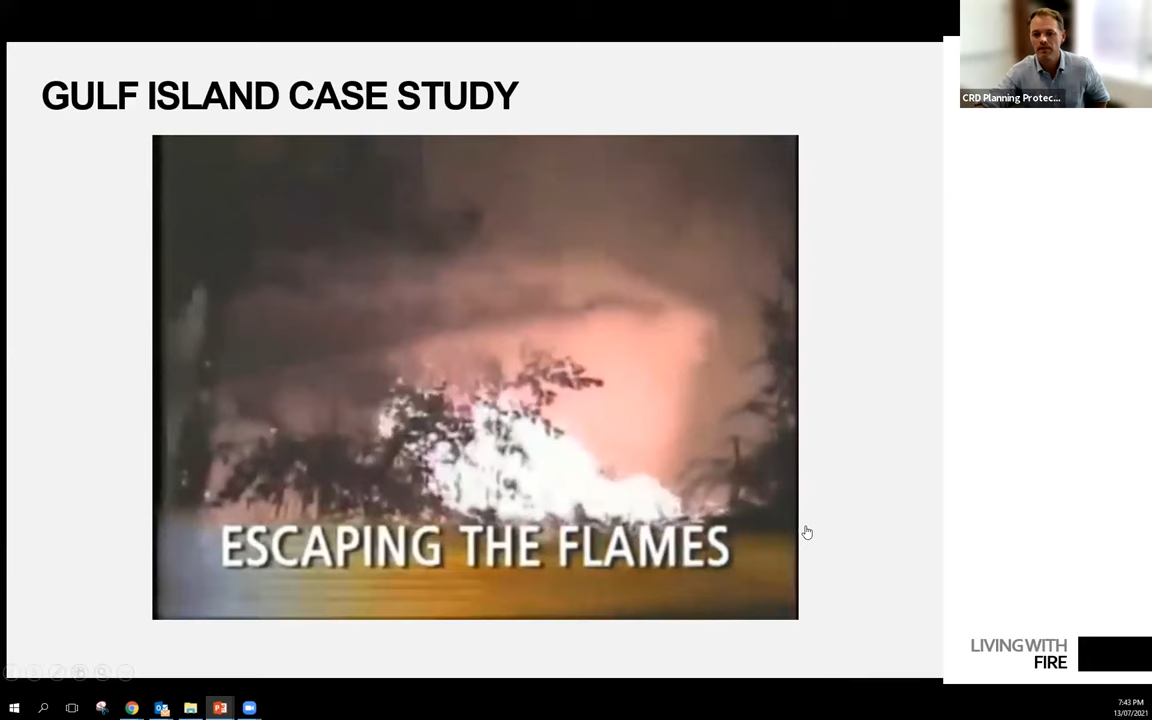 GULF ISLAND CASE STUDY
CRD Planning Protec...
ESCAPING THE FLAMES
LIVING WITH
FIRE
7:43 PM
13/07/2021